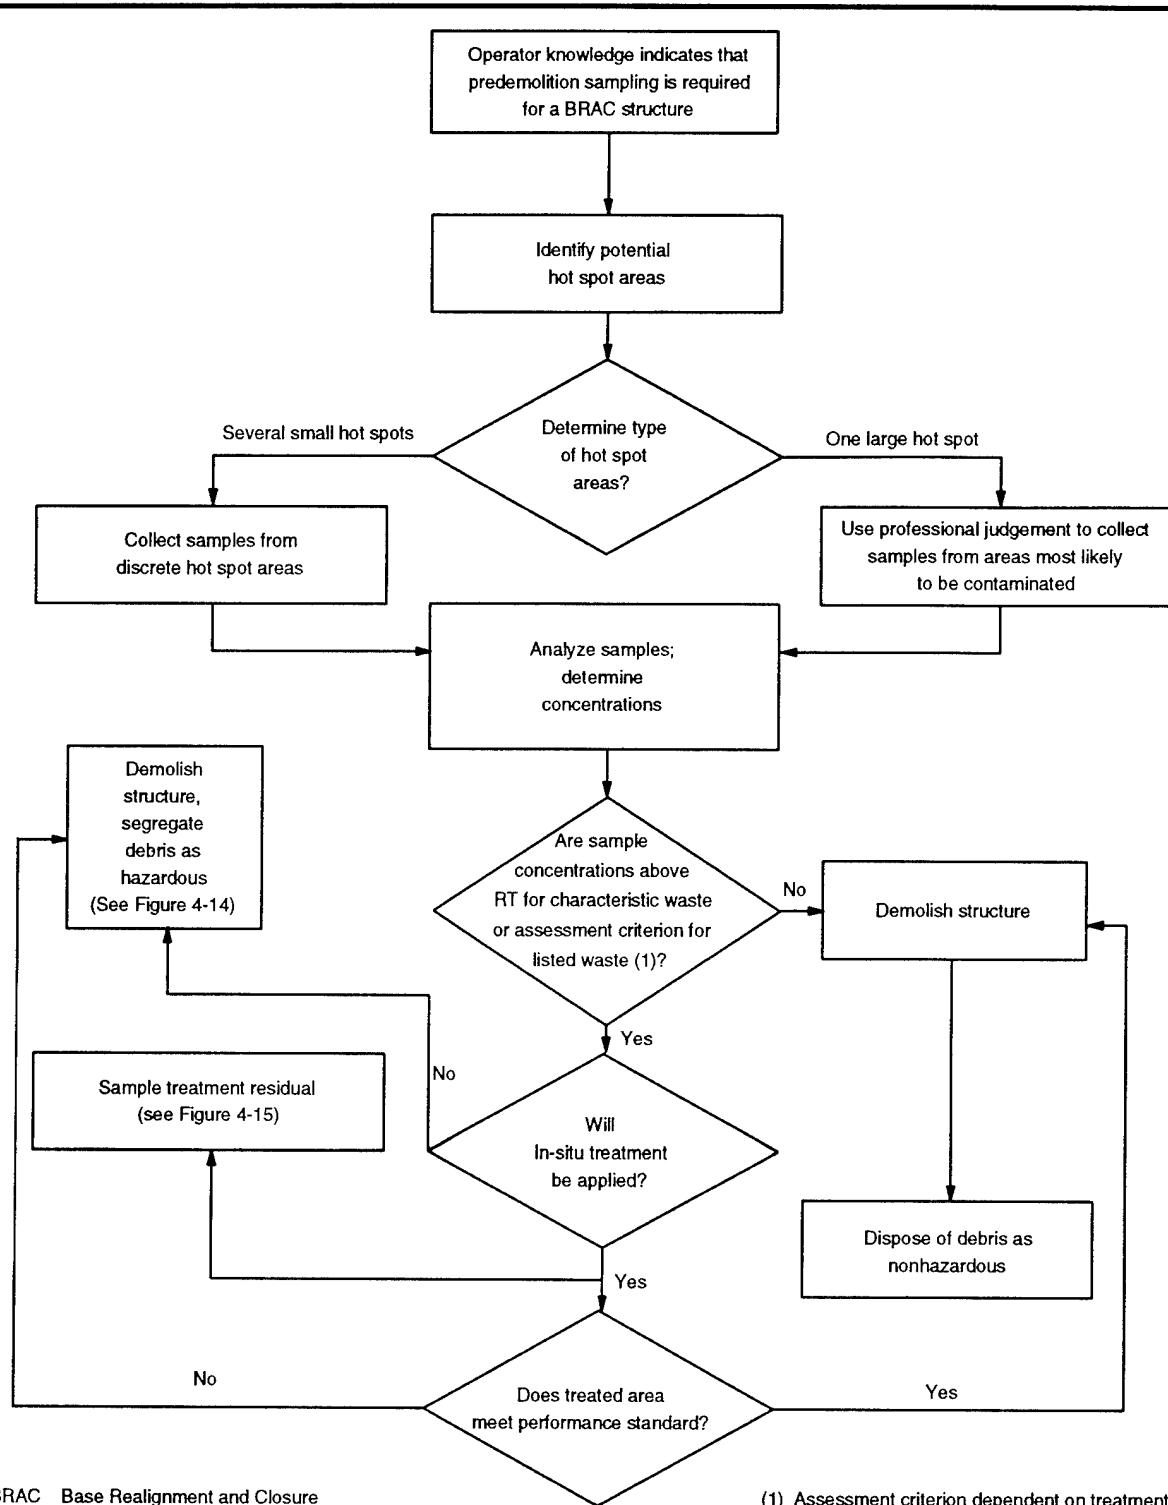 Operator knowledge indicates that
predemolition sampling is required
for a BRAC structure
Identify potential
hot spot areas
Determine type
of hot spot
areas?
Several small hot spots
One large hot spot
Collect samples from
discrete hot spot areas
Use professional judgement to collect
samples from areas most likely
to be contaminated
Analyze samples;
determine
concentrations
Demolish
structure,
segregate
debris as
hazardous
(See Figure 4-14)
Are sample
concentrations above
RT for characteristic waste
or assessment criterion for
listed waste (1)?
No
Demolish structure
Yes
No
Sample treatment residual
(see Figure 4-15)
Will
In-situ treatment
be applied?
Dispose of debris as
nonhazardous
Yes
No
Does treated area
meet performance standard?
Yes
BRAC Base Realignment and Closure
(1) Assessment criterion dependent on treatment